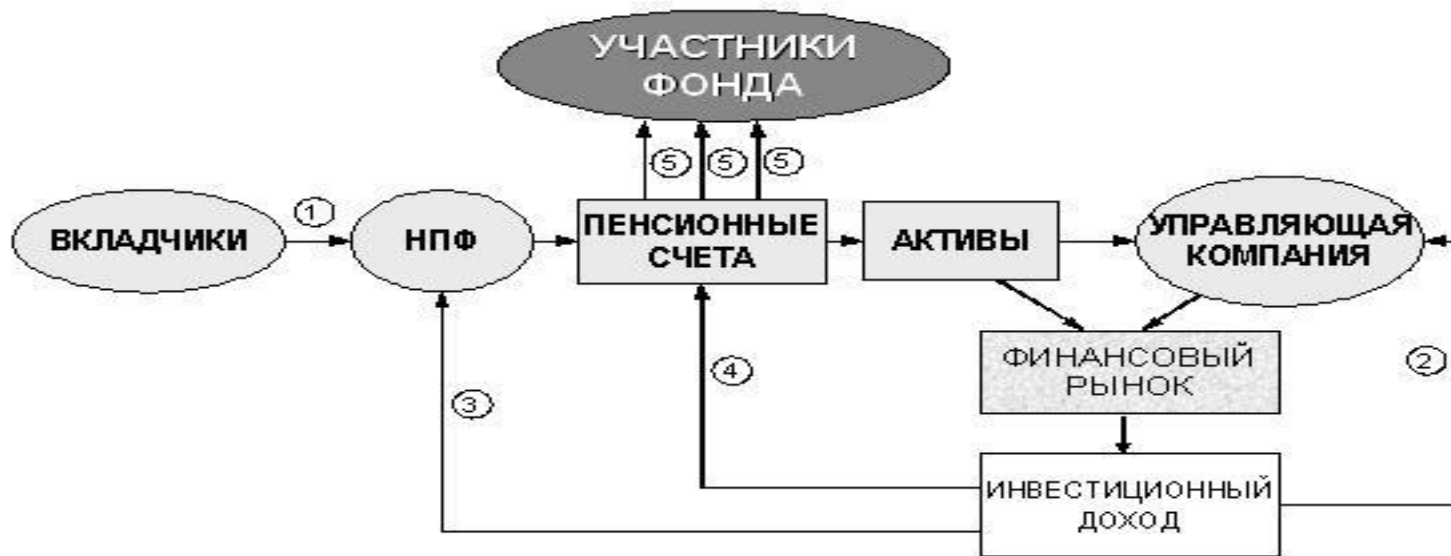 УЧАСТНИКИ
ФОНДА
5
5
5
1
ВКЛАДЧИКИ
НПФ
ПЕНСИОННЫЕ
СЧЕТА
АКТИВЫ
УПРАВЛЯЮЩАЯ
КОМПАНИЯ
ФИНАНСОВЫЙ
РЫНОК
2
4
3
ИНВЕСТИЦИОННЫЙ
ДОХОД